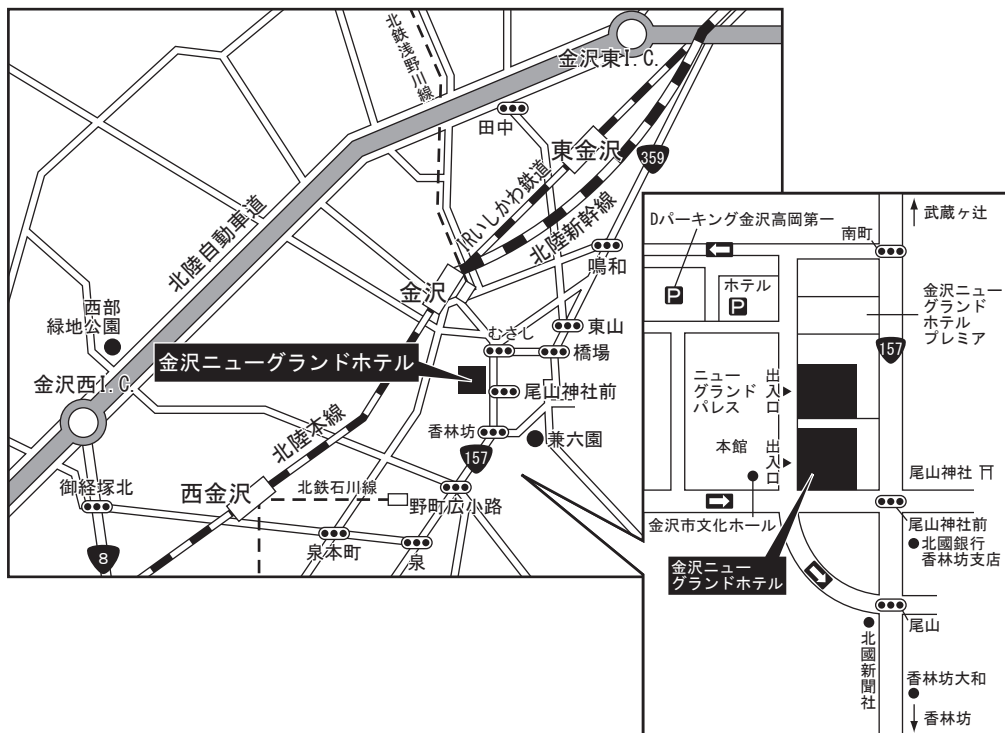 北鉄浅野川線
金沢東I.C.
田中
東金沢
359
IRいしかわ鉄道
北陸新幹線
北陸自動車道
鳴和
金沢
西部
緑地公園
むさし
東山
橋場
金沢ニューグランドホテル
金沢西I.C.
尾山神社前
香林坊
兼六園
北陸本線
157
御経塚北
西金沢
北鉄石川線
野町広小路
8
泉本町
泉
武蔵ヶ辻
Dパーキング金沢高岡第一
南町
P
ホテル
P
金沢ニュー
グランド
ホテル
プレミア
157
ニュー
グランド
パレス
出入口
本館
出入口
尾山神社
金沢市文化ホール
尾山神社前
北國銀行
香林坊支店
金沢ニュー
グランドホテル
尾山
北國新聞社
香林坊大和
香林坊